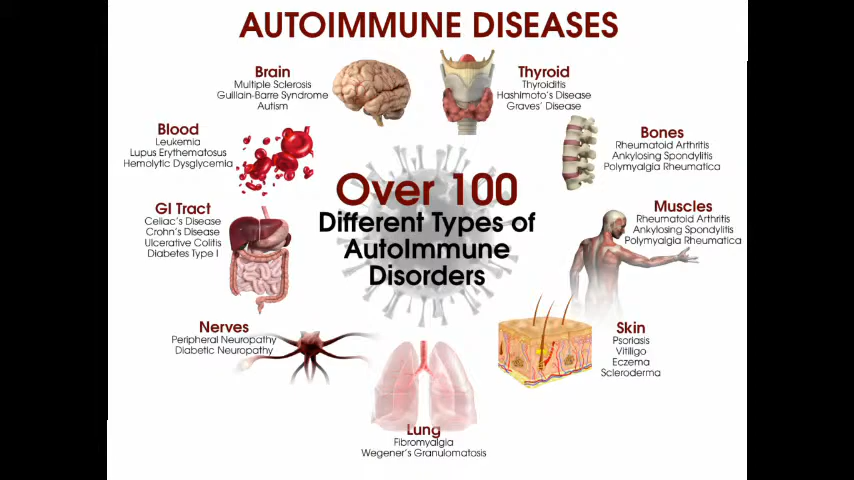 AUTOIMMUNE DISEASES
Brain
Multiple Sclerosis
Guillain-Barre Syndrome
Autism
Thyroid
Thyroiditis
Hashimoto's Disease
Graves' Disease
Blood
Leukemia
Lupus Erythematosus
Hemolytic Dysglycemia
Bones
Rheumatoid Arthritis
Ankylosing Spondylitis
Polymyalgia Rheumatica
Over 100
Different Types of
AutoImmune
Disorders
GI Tract
Celiac's Disease
Crohn's Disease
Ulcerative Colitis
Diabetes Type I
Muscles
Rheumatoid Arthritis
Ankylosing Spondylitis
Polymyalgia Rheumatica
Nerves
Peripheral Neuropathy
Diabetic Neuropathy
Skin
Psoriasis
Vitiligo
Eczema
Scleroderma
Lung
Fibromyalgia
Wegener's Granulomatosis